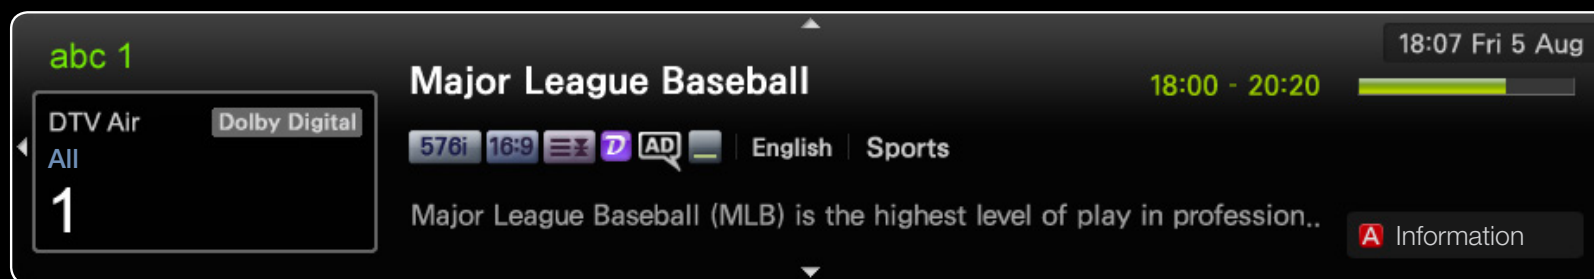 abc 1
18:07 Fri 5 Aug
Major League Baseball
18:00 - 20:20
DTV Air Dolby Digital
All
1
576i 16:9 D AD English Sports
Major League Baseball (MLB) is the highest level of play in profession..
A Information